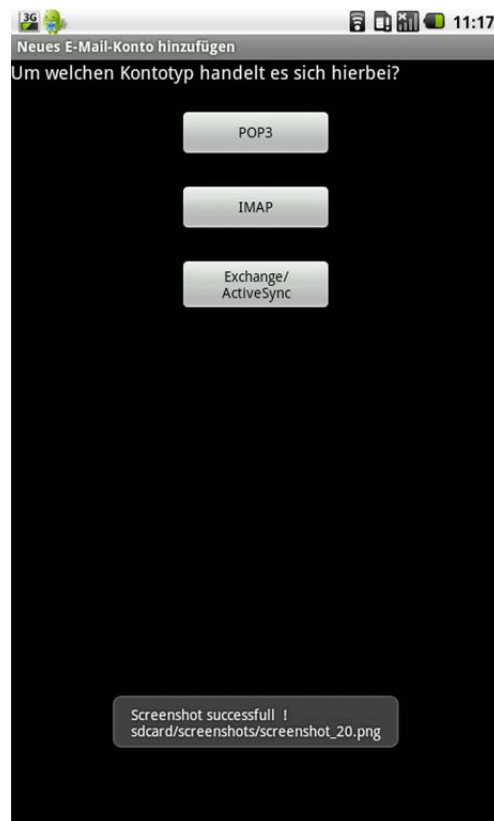 3G 11:17
Neues E-Mail-Konto hinzufügen
Um welchen Kontotyp handelt es sich hierbei?
POP3
IMAP
Exchange/
ActiveSync
Screenshot successfull !
sdcard/screenshots/screenshot_20.png